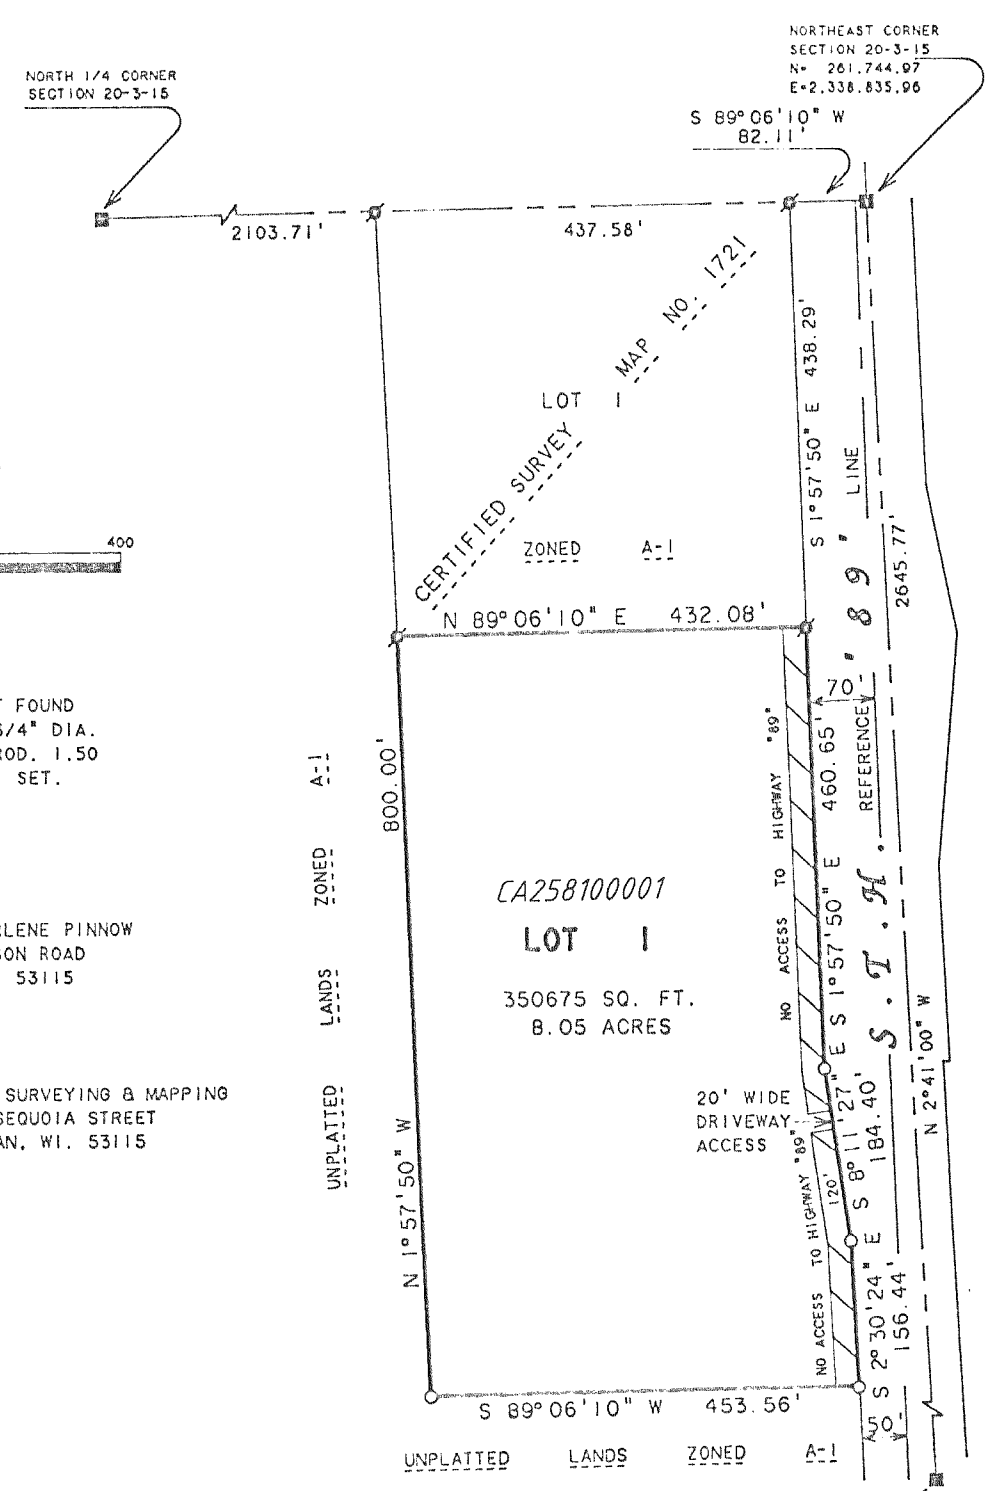 NORTHEAST CORNER
SECTION 20-3-15
N= 261,744.97
E=2,338,835.96
NORTH 1/4 CORNER
SECTION 20-3-15
S 89°06'10" W
82.11'
2103.71'
437.58'
CERTIFIED SURVEY MAP NO. 1721
LOT 1
ZONED A-1
S 1°57'50" E 438.29'
400
N 89°06'10" E 432.08'
2645.77'
REFERENCE LINE
S.T.H. "89"
70'
FOUND
3/4" DIA.
ROD. 1.50
SET.
800.00'
N 1°57'50" W
UNPLATTED LANDS ZONED A-1
NO ACCESS TO HIGHWAY "89"
S 1°57'50" E 460.65'
CA258100001
LOT 1
350675 SQ. FT.
8.05 ACRES
LENE PINNOW
SON ROAD
53115
SURVEYING & MAPPING
SEQUOIA STREET
AN, WI. 53115
20' WIDE
DRIVEWAY
ACCESS
S 8°11'27" E
184.40'
N 2°41'00" W
120'
NO ACCESS TO HIGHWAY "89"
S 2°30'24" E
156.44'
S 89°06'10" W 453.56'
50'
UNPLATTED LANDS ZONED A-1